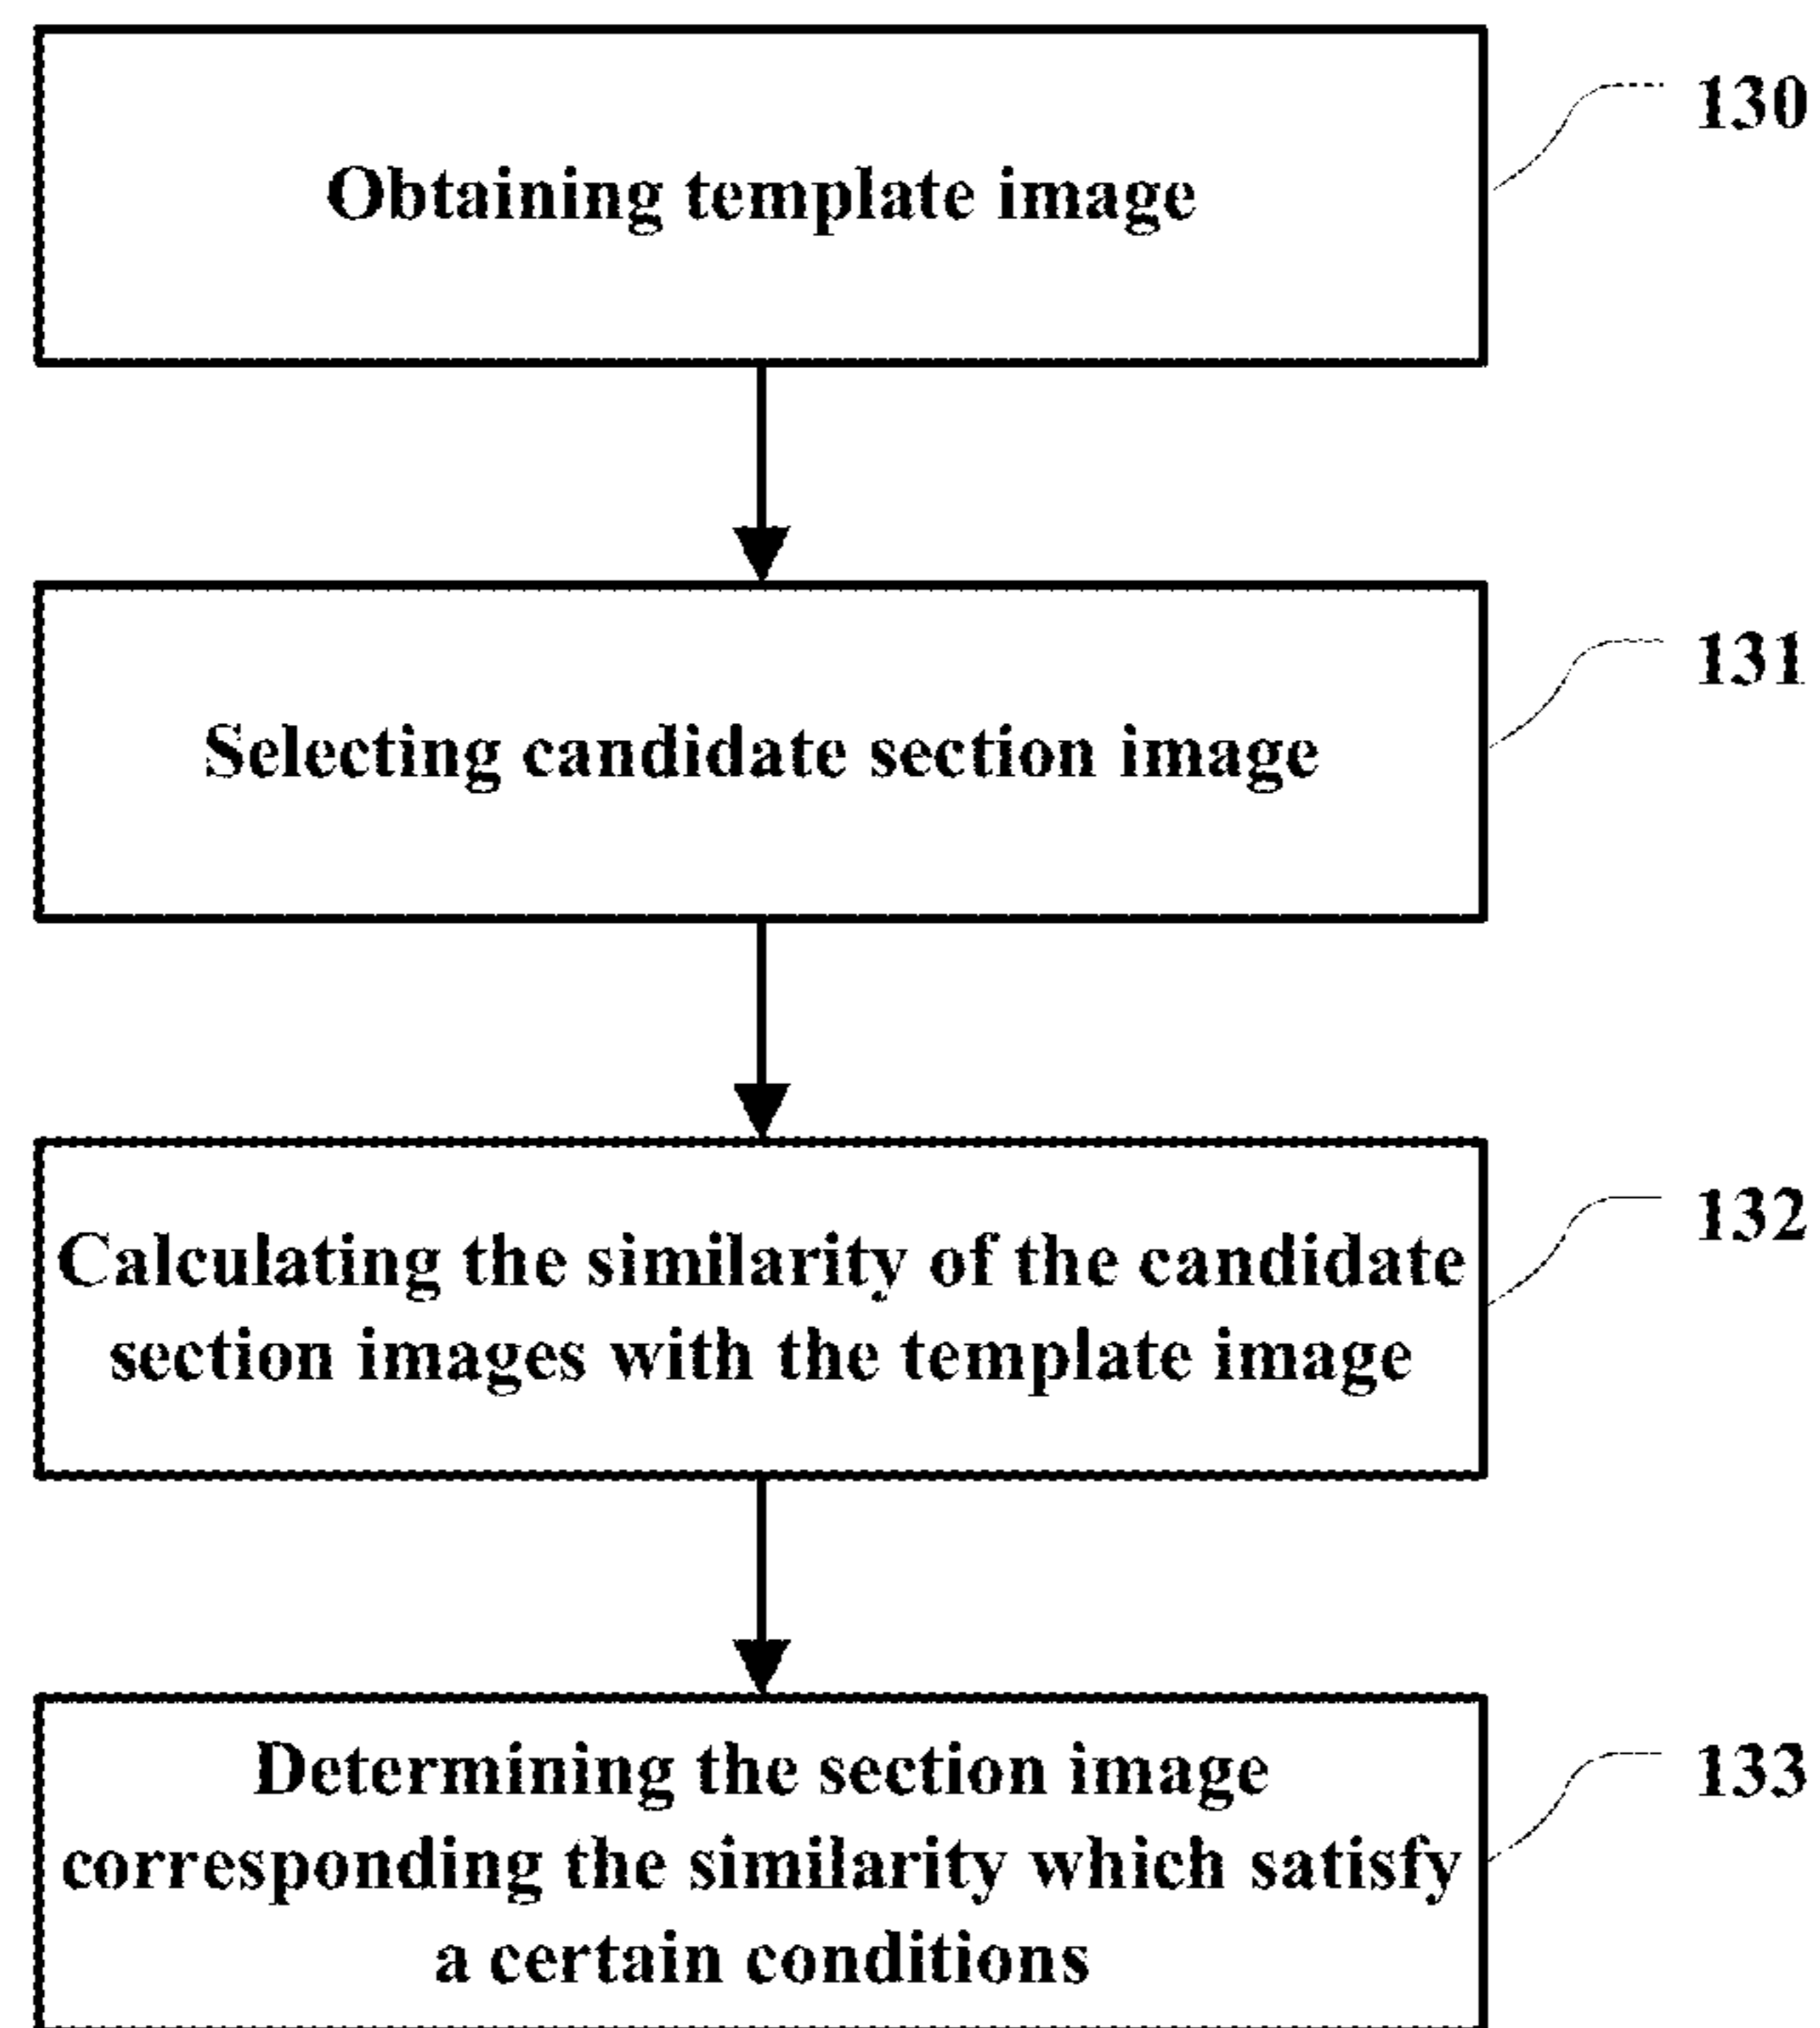 Obtaining template image
130
Selecting candidate section image
131
Calculating the similarity of the candidate
section images with the template image
132
Determining the section image
corresponding the similarity which satisfy
a certain conditions
133